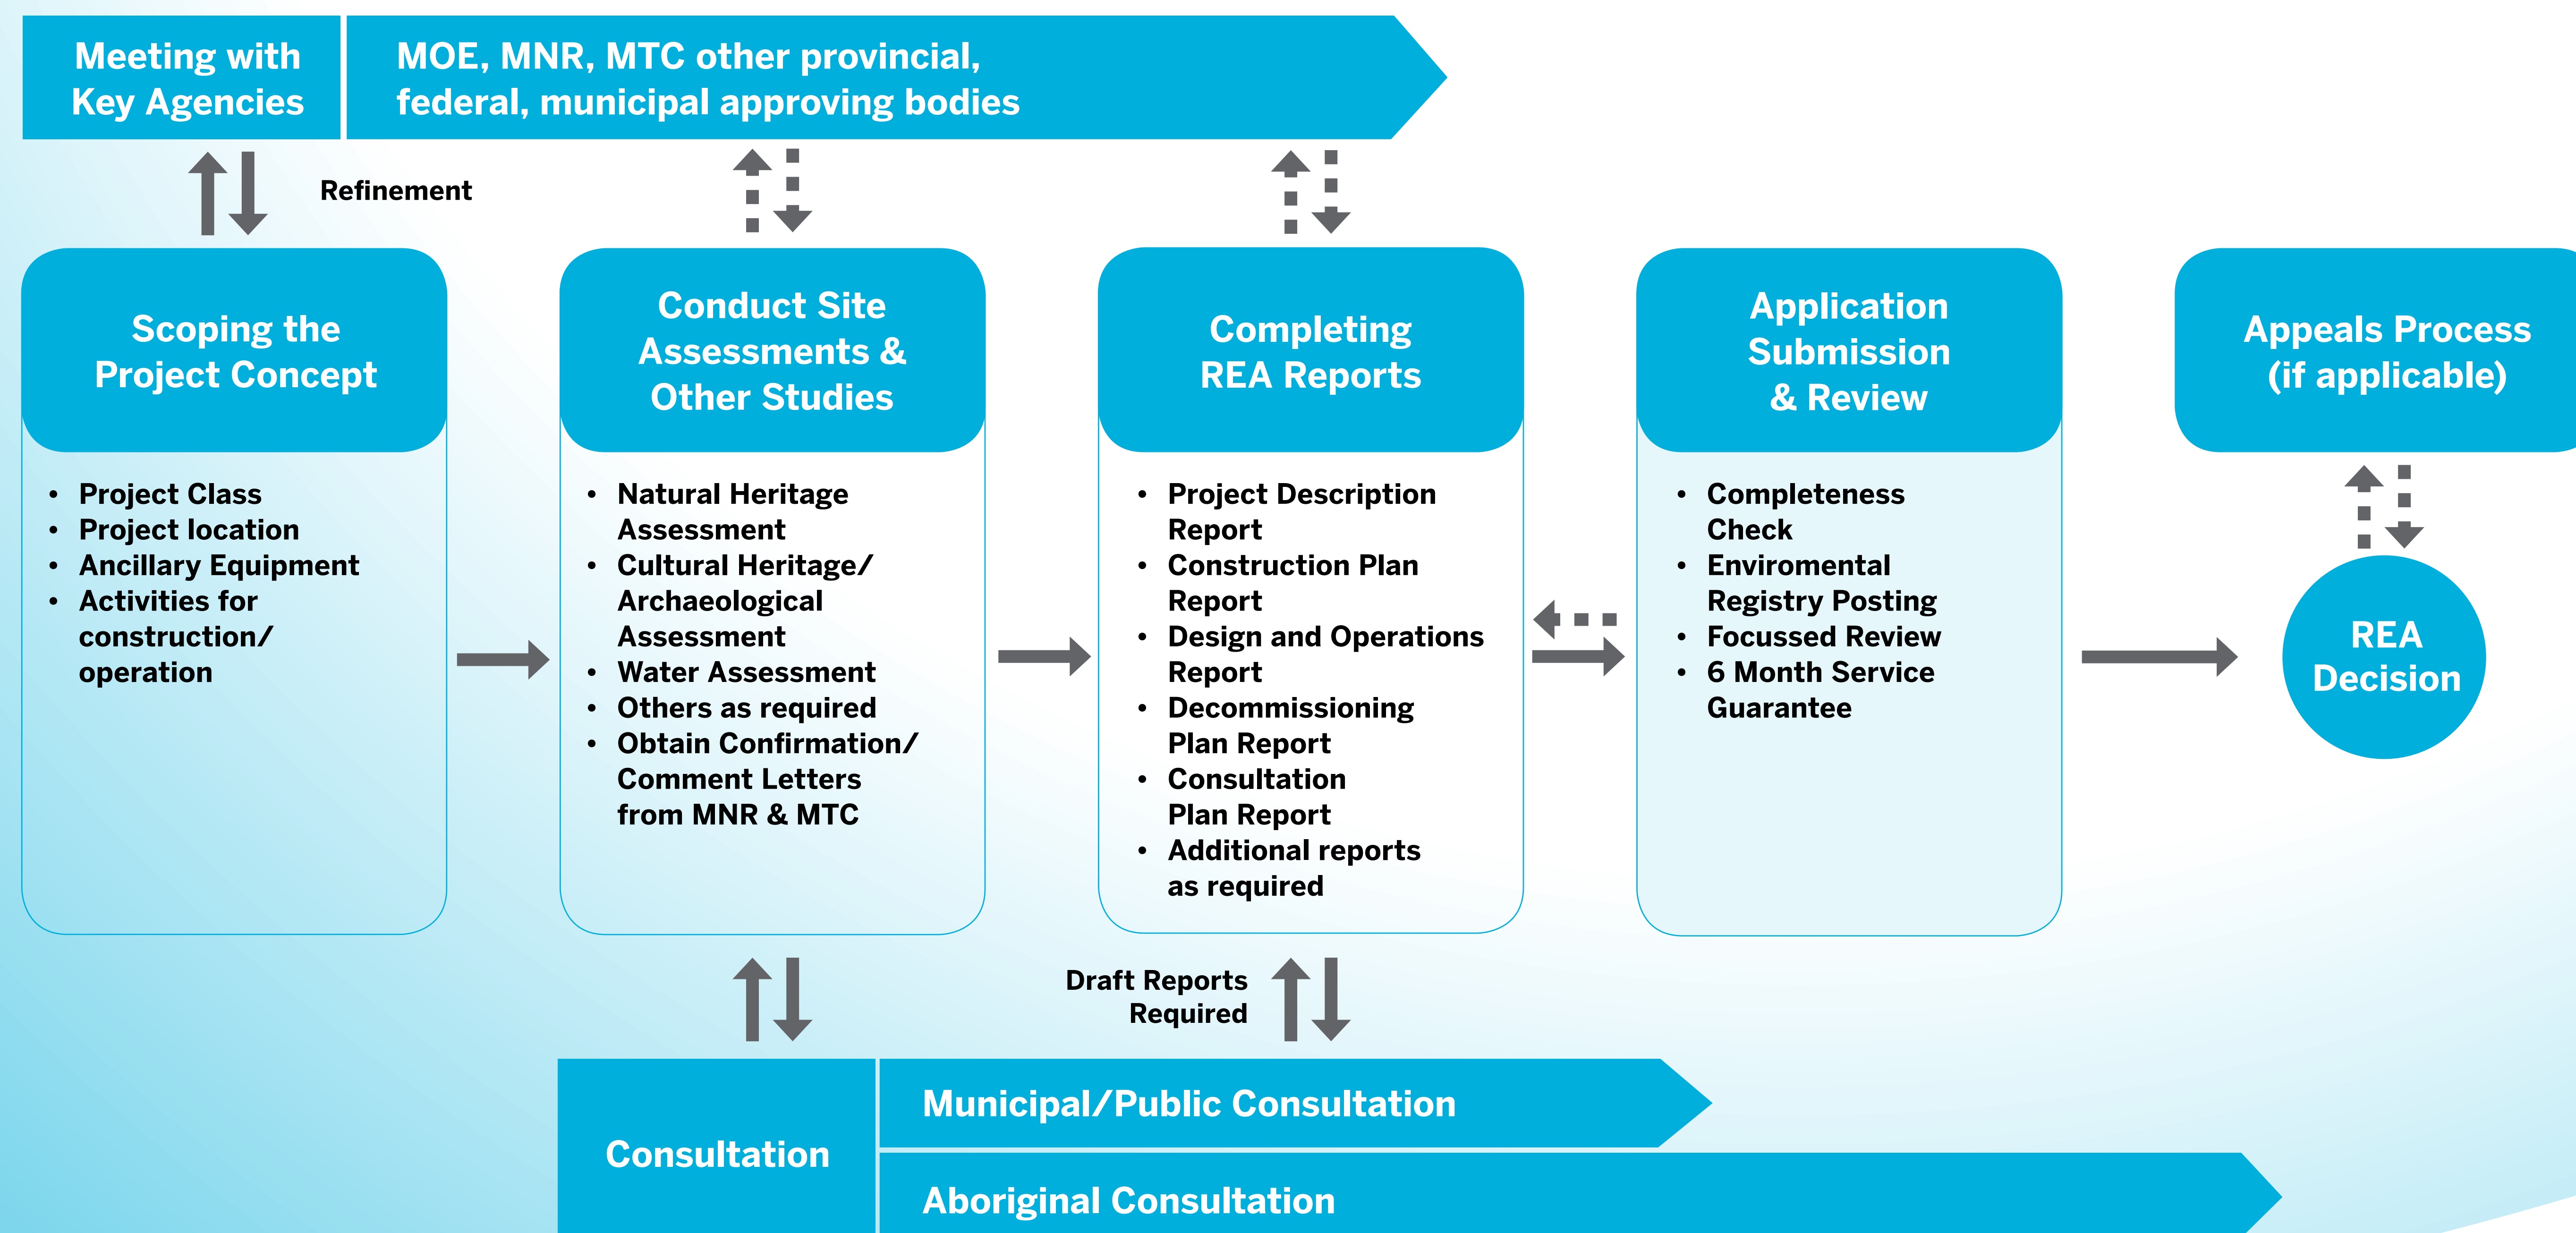 Meeting with
Key Agencies
MOE, MNR, MTC other provincial,
federal, municipal approving bodies
Refinement
Scoping the
Project Concept
• Project Class
• Project location
• Ancillary Equipment
• Activities for
construction/
operation
Conduct Site
Assessments &
Other Studies
• Natural Heritage
Assessment
• Cultural Heritage/
Archaeological
Assessment
• Water Assessment
• Others as required
• Obtain Confirmation/
Comment Letters
from MNR & MTC
Completing
REA Reports
• Project Description
Report
• Construction Plan
Report
• Design and Operations
Report
• Decommissioning
Plan Report
• Consultation
Plan Report
• Additional reports
as required
Application
Submission
& Review
• Completeness
Check
• Enviromental
Registry Posting
• Focussed Review
• 6 Month Service
Guarantee
Appeals Process
(if applicable)
REA
Decision
Draft Reports
Required
Consultation
Municipal/Public Consultation
Aboriginal Consultation